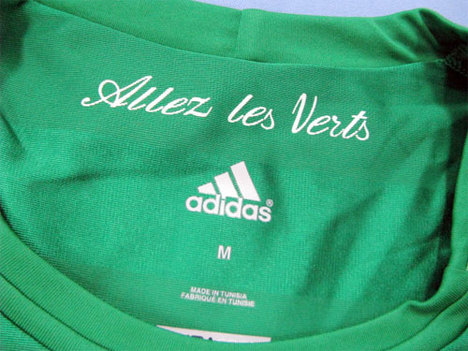 Allez les Verts
adidas®
M
MADE IN TUNISIA
FABRIQUÉ EN TUNISIE